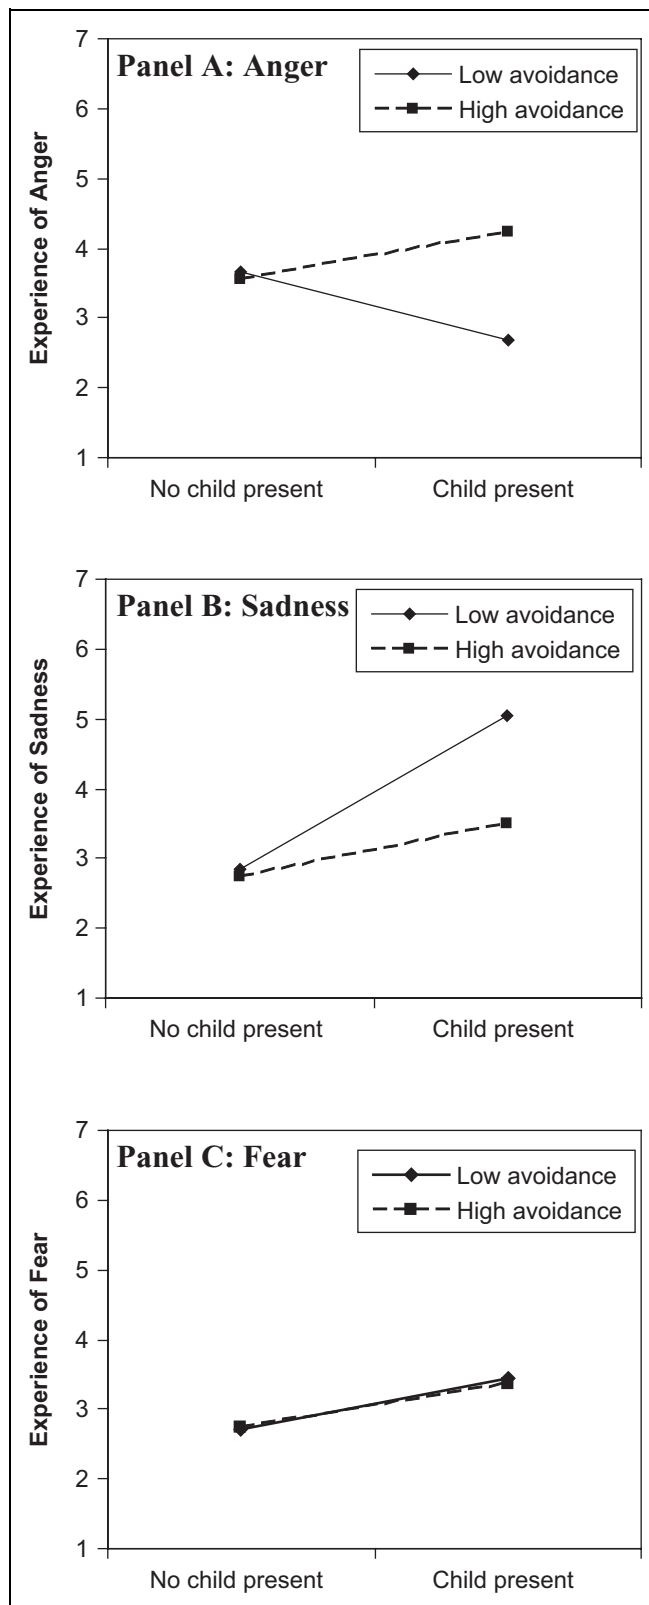 Panel A: Anger
Low avoidance
High avoidance
Experience of Anger
7
6
5
4
3
2
1
No child present
Child present
Panel B: Sadness
Low avoidance
High avoidance
Experience of Sadness
7
6
5
4
3
2
1
No child present
Child present
Panel C: Fear
Low avoidance
High avoidance
Experience of Fear
7
6
5
4
3
2
1
No child present
Child present